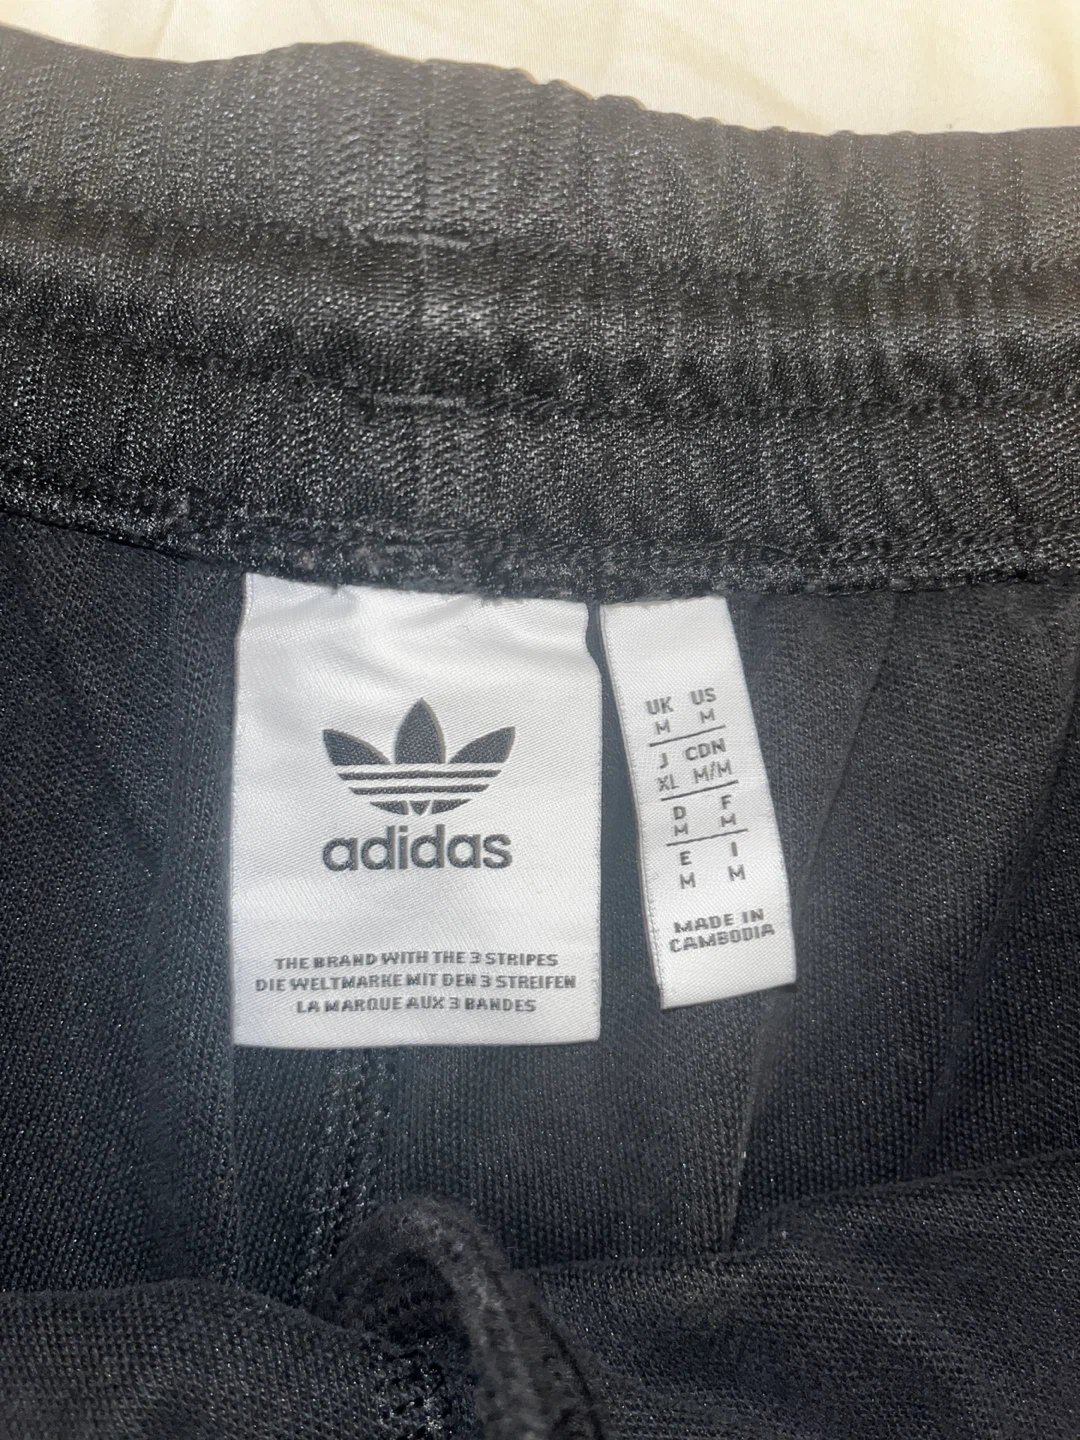 adidas
THE BRAND WITH THE 3 STRIPES
DIE WELTMARKE MIT DEN 3 STREIFEN
LA MARQUE AUX 3 BANDES
UK US
M M
J CDN
XL M/M
D F
M M
E I
M M
MADE IN
CAMBODIA